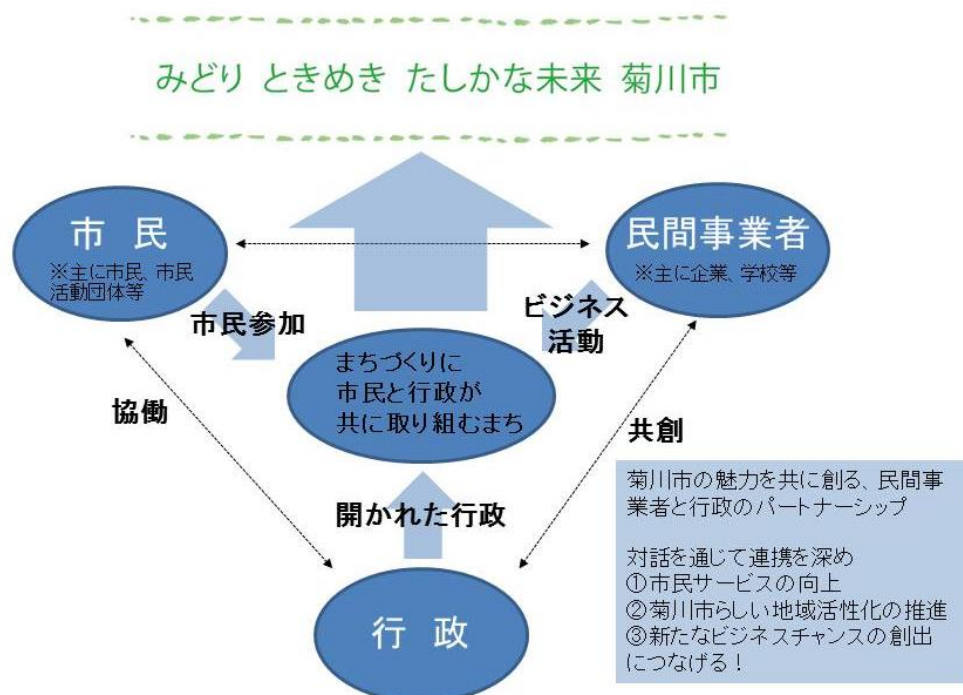 みどり ときめき たしかな未来 菊川市
市 民
※主に市民、市民
活動団体等
民間事業者
※主に企業、学校等
市民参加
ビジネス
活動
まちづくりに
市民と行政が
共に取り組むまち
協働
共創
開かれた行政
行 政
菊川市の魅力を共に創る、民間事
業者と行政のパートナーシップ
対話を通じて連携を深め
①市民サービスの向上
②菊川市らしい地域活性化の推進
③新たなビジネスチャンスの創出
につなげる！